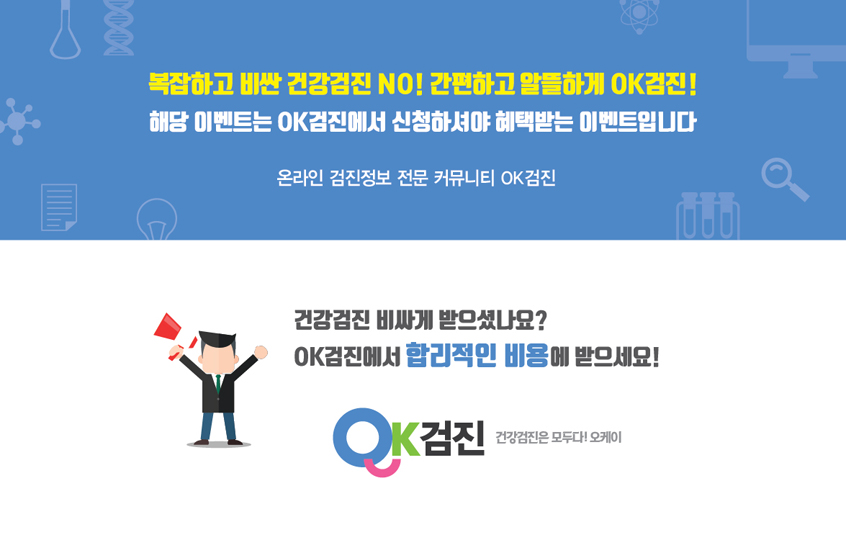 복잡하고 비싼 건강검진 NO! 간편하고 알뜰하게 OK검진!
해당 이벤트는 OK검진에서 신청하셔야 혜택받는 이벤트입니다
온라인 검진정보 전문 커뮤니티 OK검진
건강검진 비싸게 받으셨나요?
OK검진에서 합리적인 비용에 받으세요!
OK검진 건강검진은 모두다! 오케이